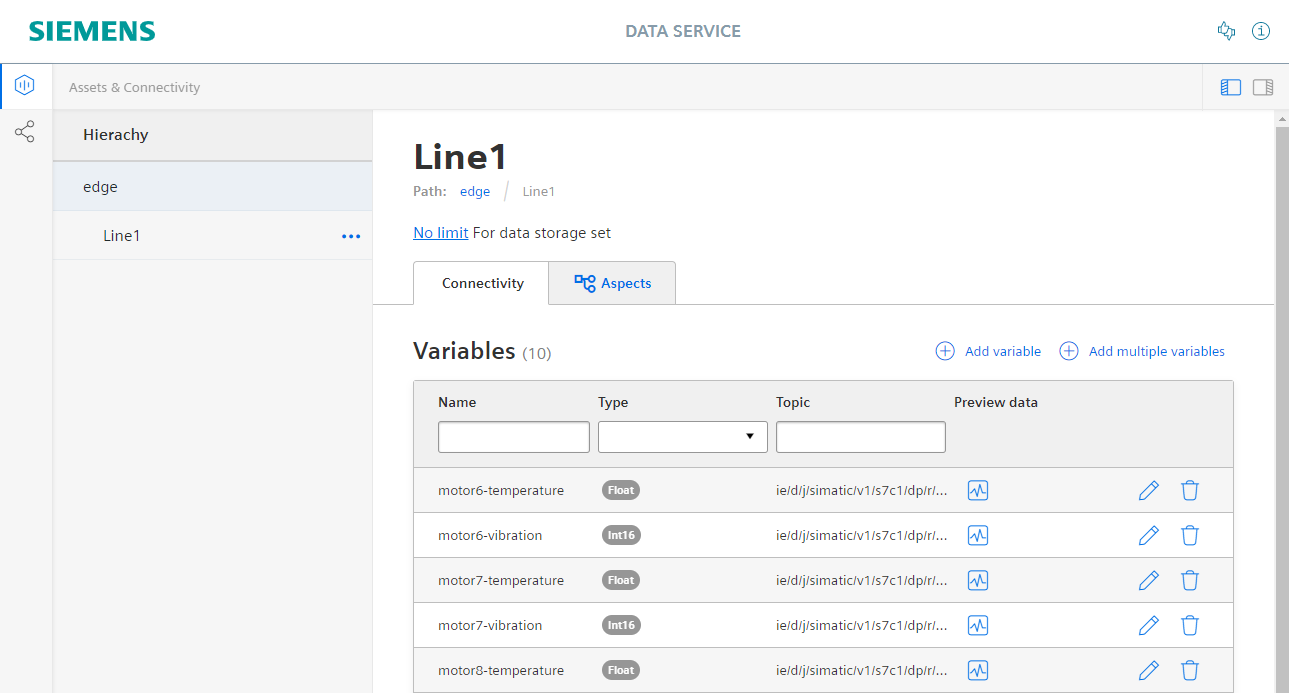 SIEMENS
DATA SERVICE
Assets & Connectivity
Hierachy
edge
Line1
Line1
Path: edge / Line1
No limit For data storage set
Connectivity
Aspects
Variables (10)
Add variable
Add multiple variables
Name Type Topic Preview data
motor6-temperature Float ie/d/j/simatic/v1/s7c1/dp/r/...
motor6-vibration Int16 ie/d/j/simatic/v1/s7c1/dp/r/...
motor7-temperature Float ie/d/j/simatic/v1/s7c1/dp/r/...
motor7-vibration Int16 ie/d/j/simatic/v1/s7c1/dp/r/...
motor8-temperature Float ie/d/j/simatic/v1/s7c1/dp/r/...